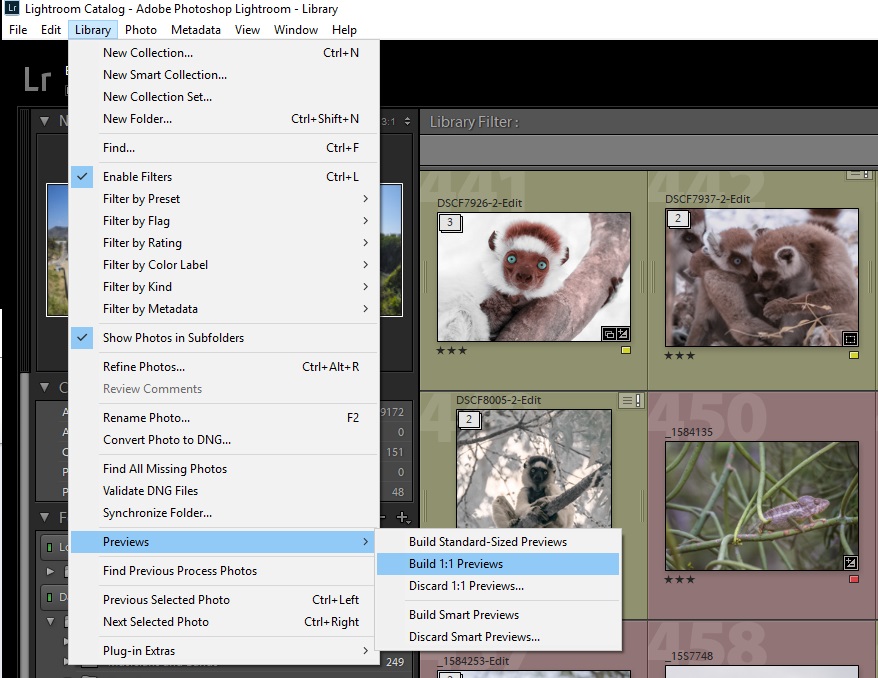 Lr Lightroom Catalog - Adobe Photoshop Lightroom - Library
File Edit Library Photo Metadata View Window Help
New Collection... Ctrl+N
New Smart Collection...
New Collection Set...
New Folder... Ctrl+Shift+N
Find... Ctrl+F
Enable Filters Ctrl+L
Filter by Preset
Filter by Flag
Filter by Rating
Filter by Color Label
Filter by Kind
Filter by Metadata
Show Photos in Subfolders
Refine Photos... Ctrl+Alt+R
Review Comments
Rename Photo... F2
Convert Photo to DNG...
Find All Missing Photos
Validate DNG Files
Synchronize Folder...
Previews
Find Previous Process Photos
Previous Selected Photo Ctrl+Left
Next Selected Photo Ctrl+Right
Plug-in Extras
Build Standard-Sized Previews
Build 1:1 Previews
Discard 1:1 Previews...
Build Smart Previews
Discard Smart Previews...
Lr
N 3:1
C
9172
0
C 151
P 0
P 48
F
Lo
D
249
Library Filter :
441
DSCF7926-2-Edit
3
442
DSCF7937-2-Edit
2
DSCF8005-2-Edit
2
450
_1584135
_1584253-Edit
2
458
_1557748